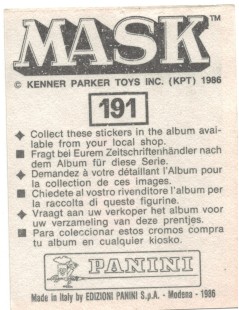 MASK™
© KENNER PARKER TOYS INC. (KPT) 1986
191
Collect these stickers in the album avai-
lable from your local shop.
Fragt bei Eurem Zeitschriftenhändler nach
dem Album für diese Serie.
Demandez à votre détaillant l'Album pour
la collection de ces images.
Chiedete al vostro rivenditore l'album per
la raccolta di queste figurine.
Vraagt aan uw verkoper het album voor
uw verzameling van deze prentjes.
Para coleccionar estos cromos compra
tu album en cualquier kiosko.
PANINI
Made in Italy by EDIZIONI PANINI S.p.A. - Modena - 1986